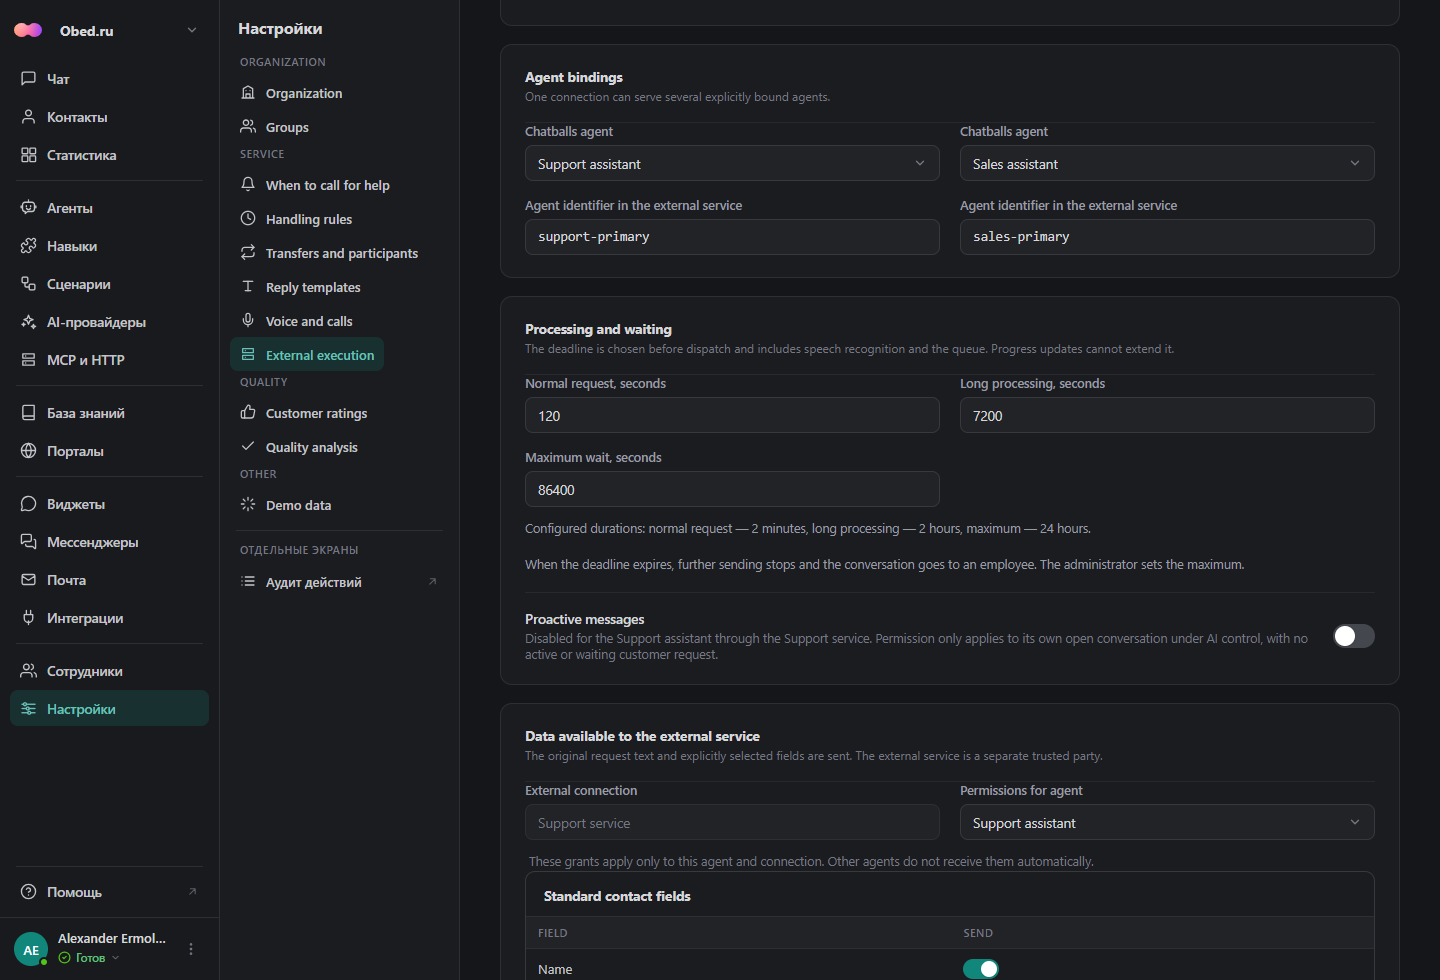 Obed.ru
Чат
Контакты
Статистика
Агенты
Навыки
Сценарии
AI-провайдеры
MCP и HTTP
База знаний
Порталы
Виджеты
Мессенджеры
Почта
Интеграции
Сотрудники
Настройки
Помощь
AE
Alexander Ermol...
Готов
Настройки
ORGANIZATION
Organization
Groups
SERVICE
When to call for help
Handling rules
Transfers and participants
Reply templates
Voice and calls
External execution
QUALITY
Customer ratings
Quality analysis
OTHER
Demo data
ОТДЕЛЬНЫЕ ЭКРАНЫ
Аудит действий
Agent bindings
One connection can serve several explicitly bound agents.
Chatballs agent
Support assistant
Agent identifier in the external service
support-primary
Chatballs agent
Sales assistant
Agent identifier in the external service
sales-primary
Processing and waiting
The deadline is chosen before dispatch and includes speech recognition and the queue. Progress updates cannot extend it.
Normal request, seconds
120
Long processing, seconds
7200
Maximum wait, seconds
86400
Configured durations: normal request — 2 minutes, long processing — 2 hours, maximum — 24 hours.
When the deadline expires, further sending stops and the conversation goes to an employee. The administrator sets the maximum.
Proactive messages
Disabled for the Support assistant through the Support service. Permission only applies to its own open conversation under AI control, with no
active or waiting customer request.
Data available to the external service
The original request text and explicitly selected fields are sent. The external service is a separate trusted party.
External connection
Support service
Permissions for agent
Support assistant
These grants apply only to this agent and connection. Other agents do not receive them automatically.
Standard contact fields
FIELD
SEND
Name